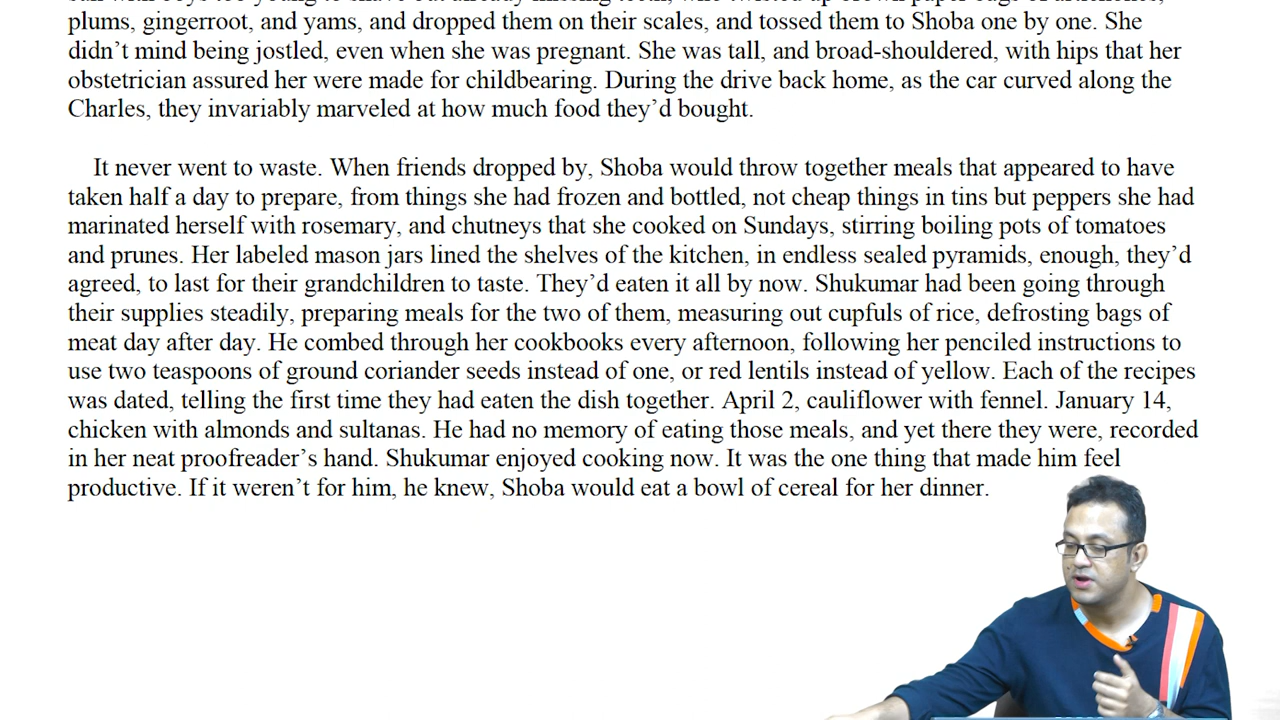 plums, gingerroot, and yams, and dropped them on their scales, and tossed them to Shoba one by one. She
didn’t mind being jostled, even when she was pregnant. She was tall, and broad-shouldered, with hips that her
obstetrician assured her were made for childbearing. During the drive back home, as the car curved along the
Charles, they invariably marveled at how much food they’d bought.
It never went to waste. When friends dropped by, Shoba would throw together meals that appeared to have
taken half a day to prepare, from things she had frozen and bottled, not cheap things in tins but peppers she had
marinated herself with rosemary, and chutneys that she cooked on Sundays, stirring boiling pots of tomatoes
and prunes. Her labeled mason jars lined the shelves of the kitchen, in endless sealed pyramids, enough, they’d
agreed, to last for their grandchildren to taste. They’d eaten it all by now. Shukumar had been going through
their supplies steadily, preparing meals for the two of them, measuring out cupfuls of rice, defrosting bags of
meat day after day. He combed through her cookbooks every afternoon, following her penciled instructions to
use two teaspoons of ground coriander seeds instead of one, or red lentils instead of yellow. Each of the recipes
was dated, telling the first time they had eaten the dish together. April 2, cauliflower with fennel. January 14,
chicken with almonds and sultanas. He had no memory of eating those meals, and yet there they were, recorded
in her neat proofreader’s hand. Shukumar enjoyed cooking now. It was the one thing that made him feel
productive. If it weren’t for him, he knew, Shoba would eat a bowl of cereal for her dinner.